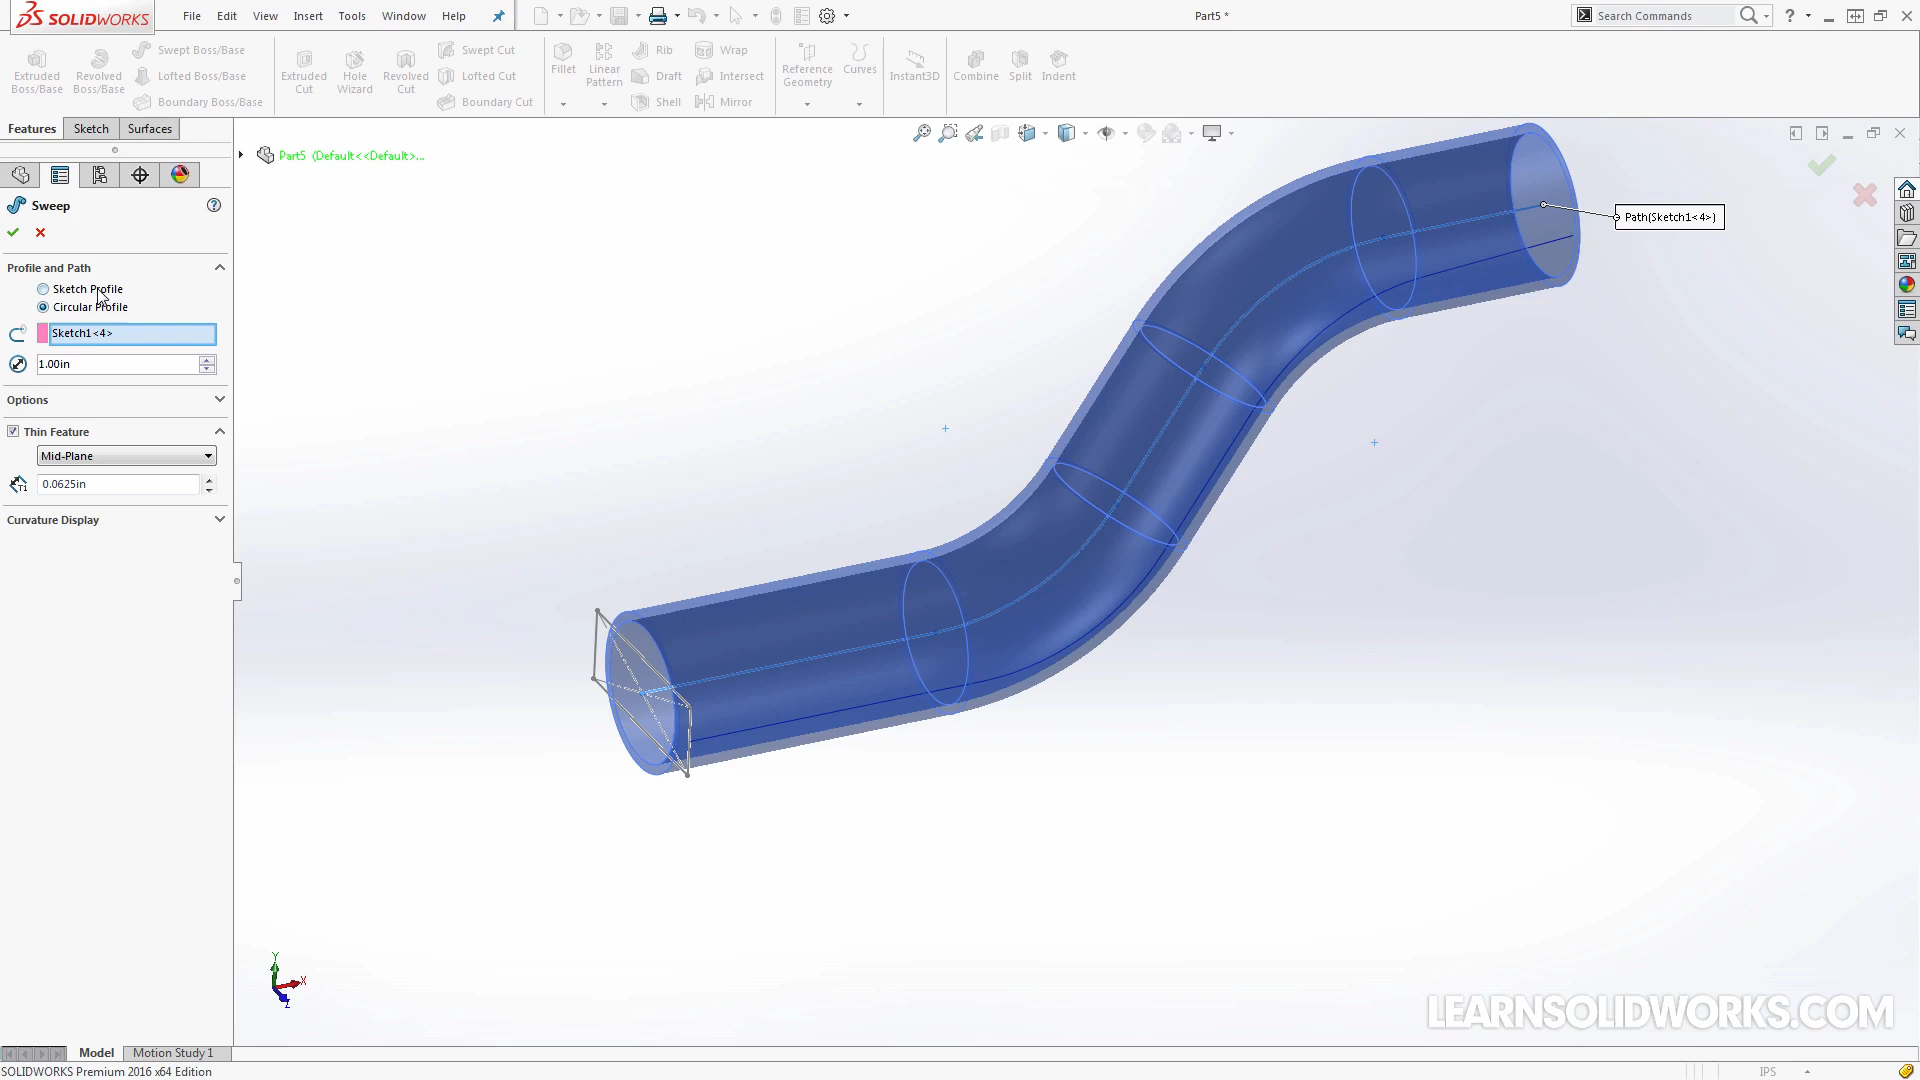 SOLIDWORKS
File Edit View Insert Tools Window Help
Part5 *
Search Commands
Extruded Boss/Base
Revolved Boss/Base
Swept Boss/Base
Lofted Boss/Base
Boundary Boss/Base
Extruded Cut
Hole Wizard
Revolved Cut
Swept Cut
Lofted Cut
Boundary Cut
Fillet
Linear Pattern
Rib
Draft
Shell
Wrap
Intersect
Mirror
Reference Geometry
Curves
Instant3D
Combine
Split
Indent
Features Sketch Surfaces
Part5 (Default<<Default>...
Sweep
Profile and Path
Sketch Profile
Circular Profile
Sketch1<4>
1.00in
Options
Thin Feature
Mid-Plane
T1
0.0625in
Curvature Display
Path(Sketch1<4>)
Y
X
Z
LEARNSOLIDWORKS.COM
Model Motion Study 1
SOLIDWORKS Premium 2016 x64 Edition
IPS